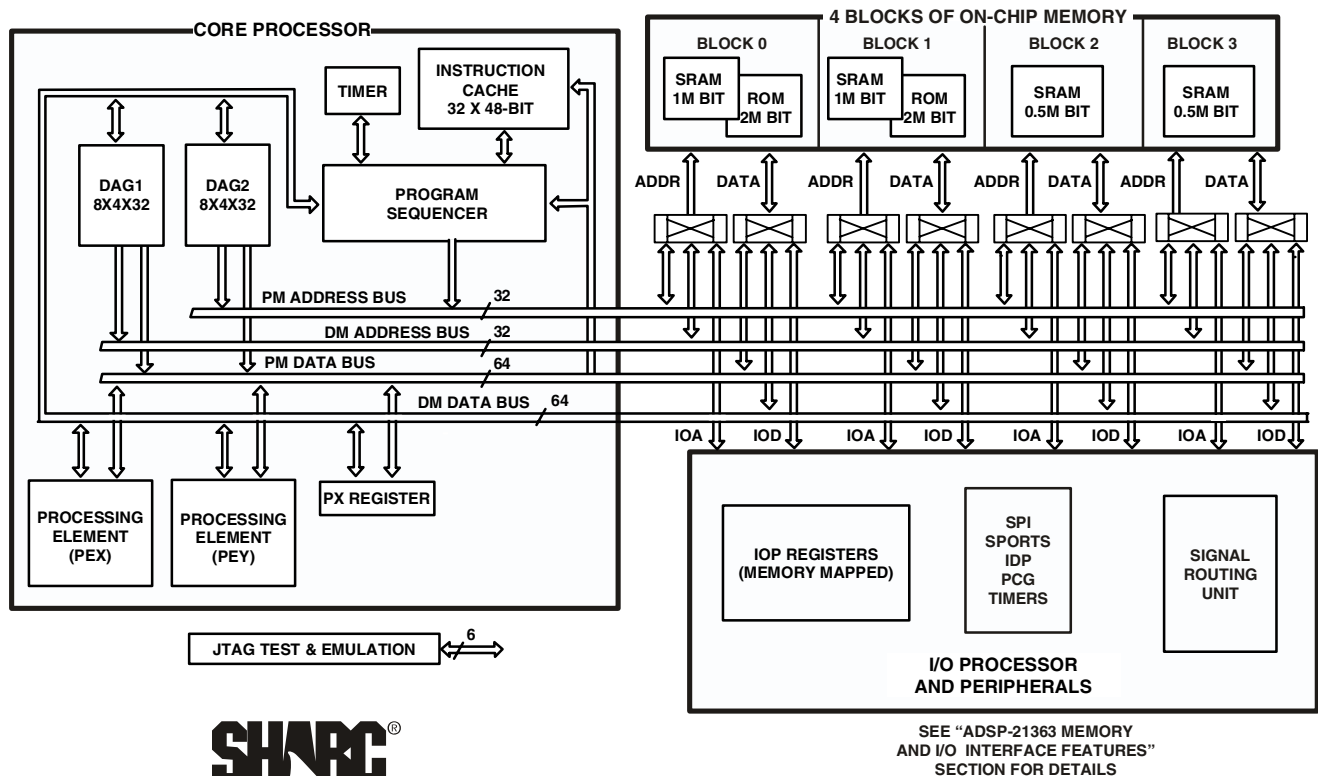 CORE PROCESSOR
TIMER
INSTRUCTION
CACHE
32 X 48-BIT
DAG1
8X4X32
DAG2
8X4X32
PROGRAM
SEQUENCER
PM ADDRESS BUS
32
DM ADDRESS BUS
32
PM DATA BUS
64
DM DATA BUS
64
PROCESSING
ELEMENT
(PEX)
PROCESSING
ELEMENT
(PEY)
PX REGISTER
JTAG TEST & EMULATION
6
4 BLOCKS OF ON-CHIP MEMORY
BLOCK 0
BLOCK 1
BLOCK 2
BLOCK 3
SRAM
1M BIT
ROM
2M BIT
SRAM
1M BIT
ROM
2M BIT
SRAM
0.5M BIT
SRAM
0.5M BIT
ADDR
DATA
ADDR
DATA
ADDR
DATA
ADDR
DATA
IOA
IOD
IOA
IOD
IOA
IOD
IOA
IOD
IOP REGISTERS
(MEMORY MAPPED)
SPI
SPORTS
IDP
PCG
TIMERS
SIGNAL
ROUTING
UNIT
I/O PROCESSOR
AND PERIPHERALS
SEE “ADSP-21363 MEMORY
AND I/O INTERFACE FEATURES”
SECTION FOR DETAILS
SHARC®